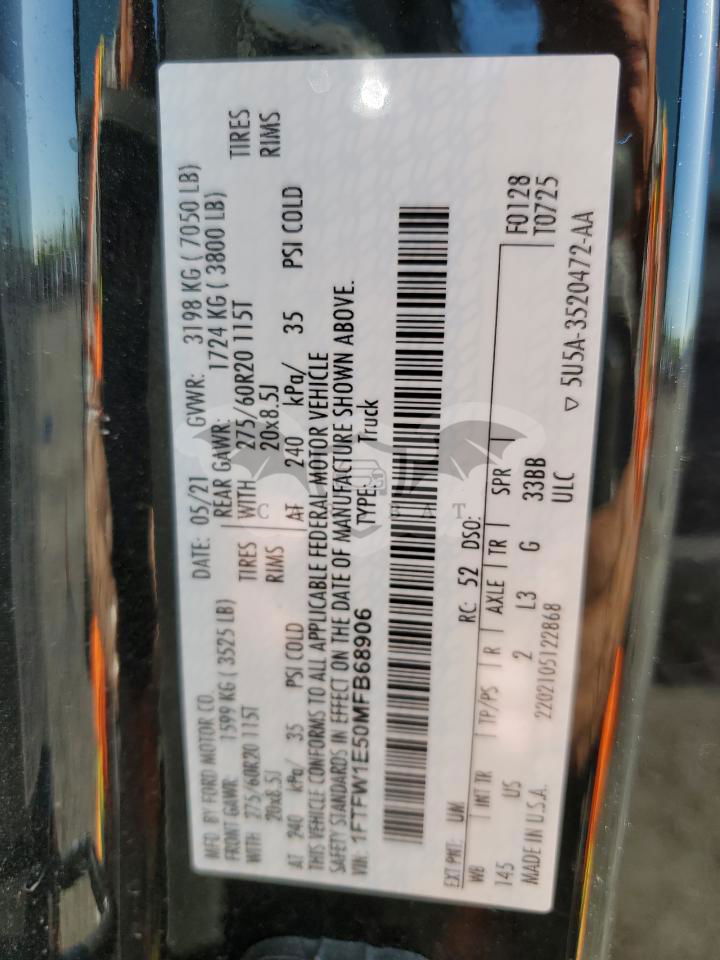 MFD. BY FORD MOTOR CO. DATE: 05/21 GVWR: 3198 KG ( 7050 LB)
FRONT GAWR: 1599 KG ( 3525 LB) REAR GAWR: 1724 KG ( 3800 LB)
WITH 275/60R20 115T TIRES WITH 275/60R20 115T TIRES
20x8.5J RIMS 20x8.5J RIMS
AT 240 kPa/ 35 PSI COLD AT 240 kPa/ 35 PSI COLD
THIS VEHICLE CONFORMS TO ALL APPLICABLE FEDERAL MOTOR VEHICLE
SAFETY STANDARDS IN EFFECT ON THE DATE OF MANUFACTURE SHOWN ABOVE.
VIN: 1FTFW1E50MFB68906 TYPE: Truck
EXT PNT: UM RC: 52 DSO: F0128
WB INT TR TP/PS R AXLE TR SPR T0725
145 US 2 L3 G 33BB
MADE IN U.S.A. 2202105122868 ULC
▽ 5U5A-3520472-AA